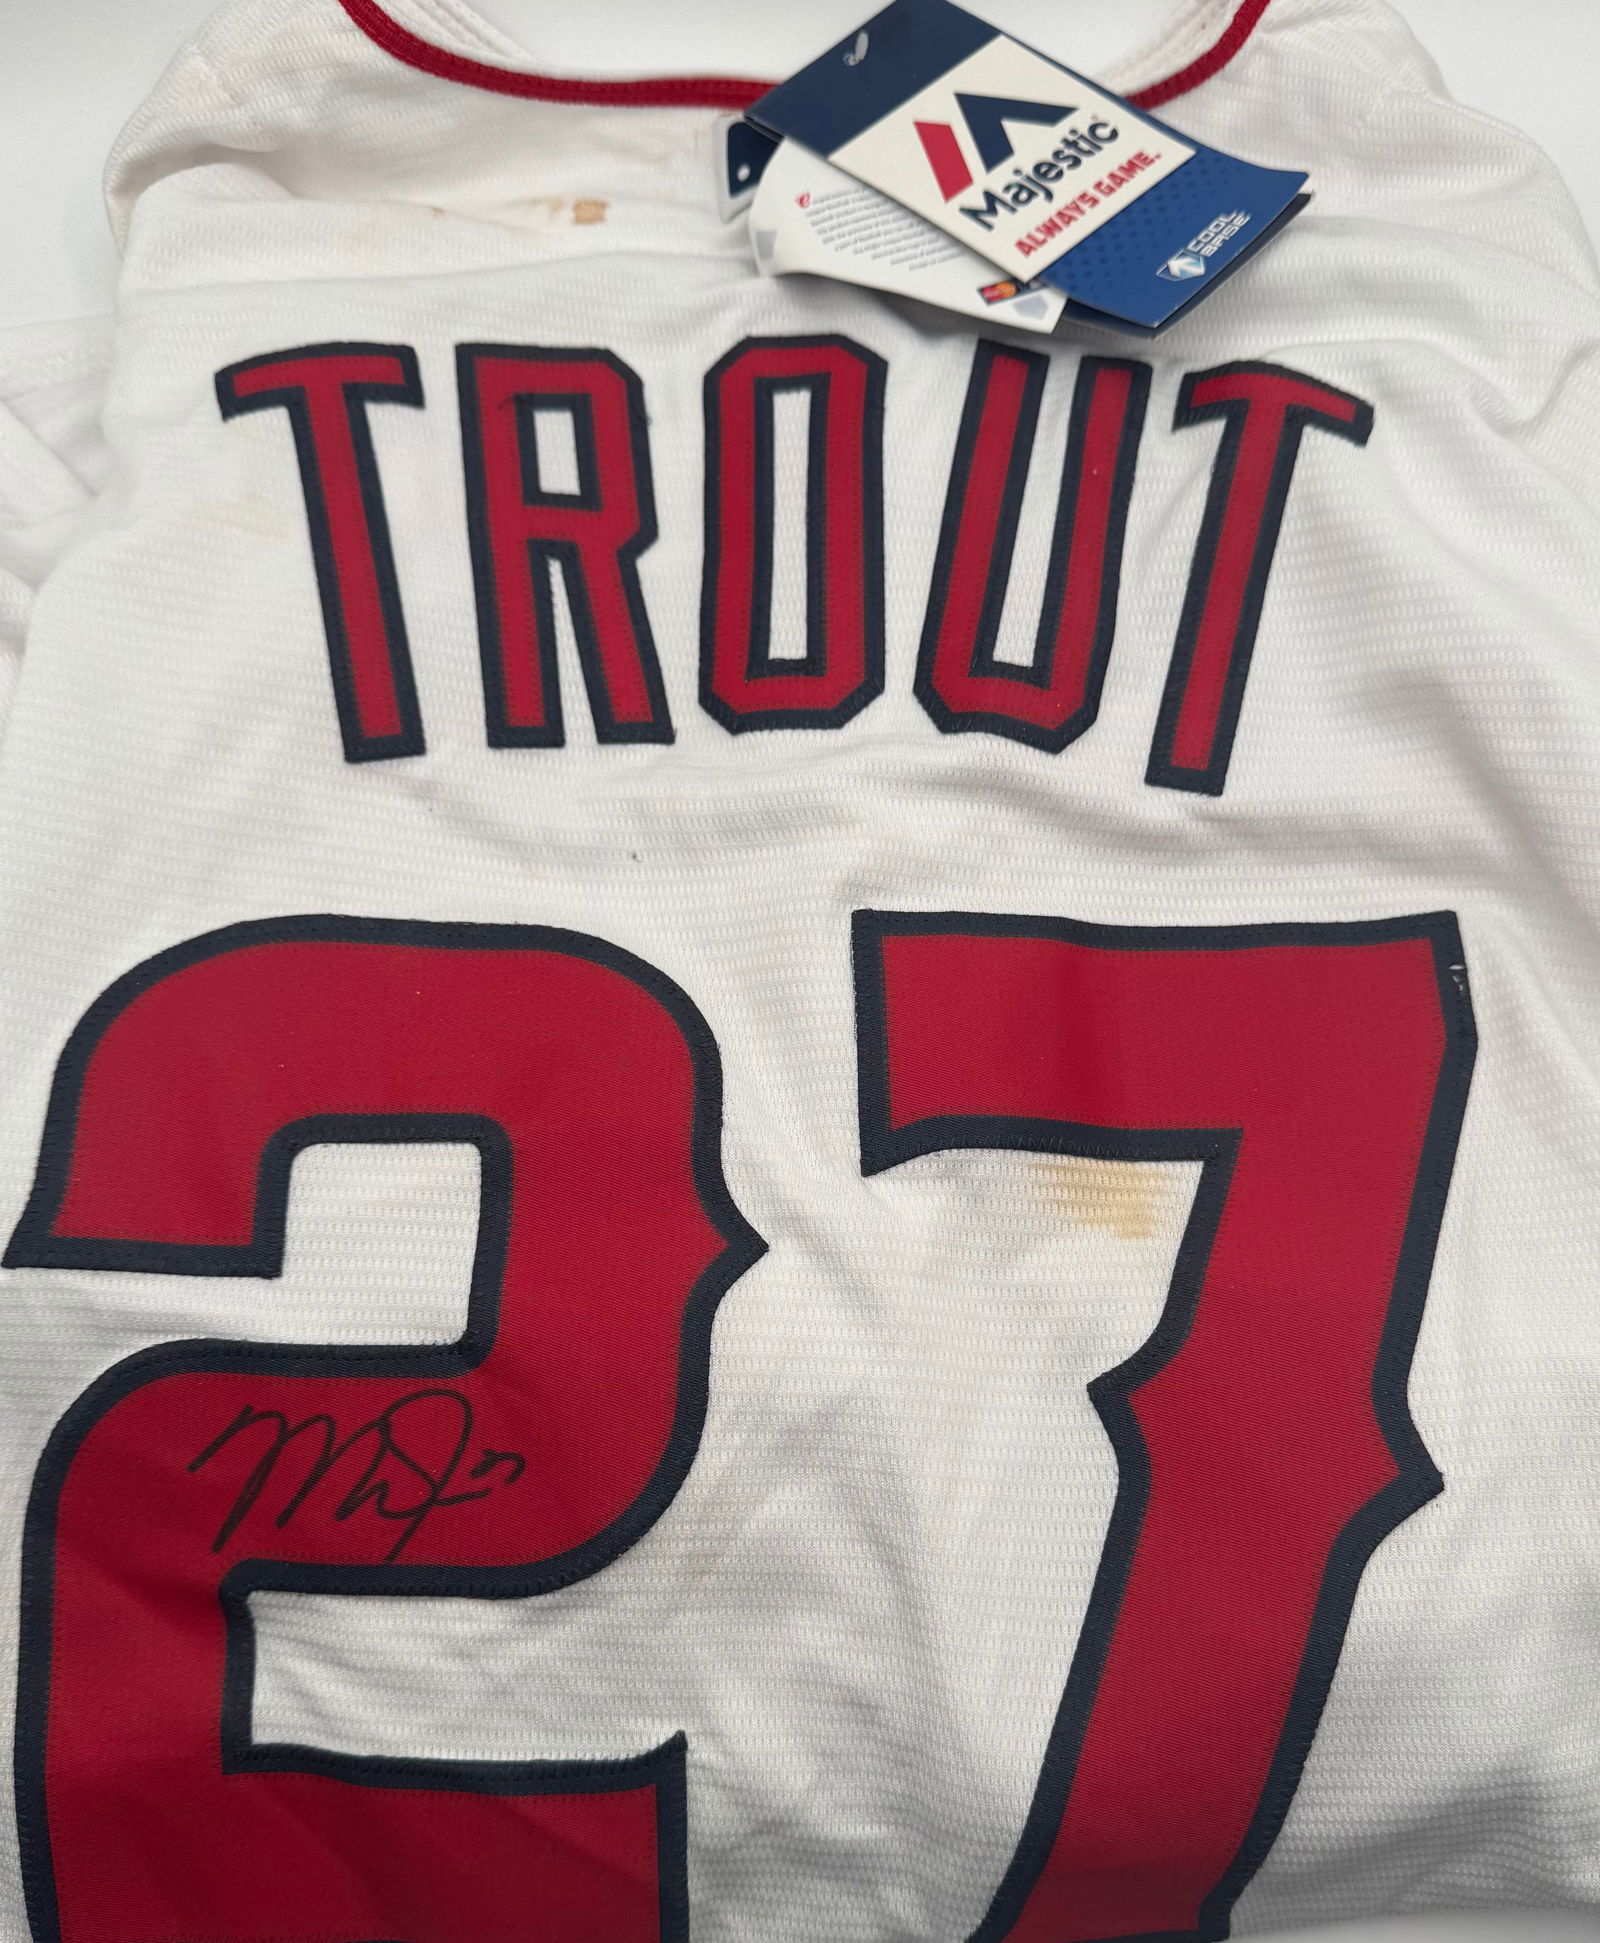 Majestic
ALWAYS GAME.
COOL
BASE
TROUT
27